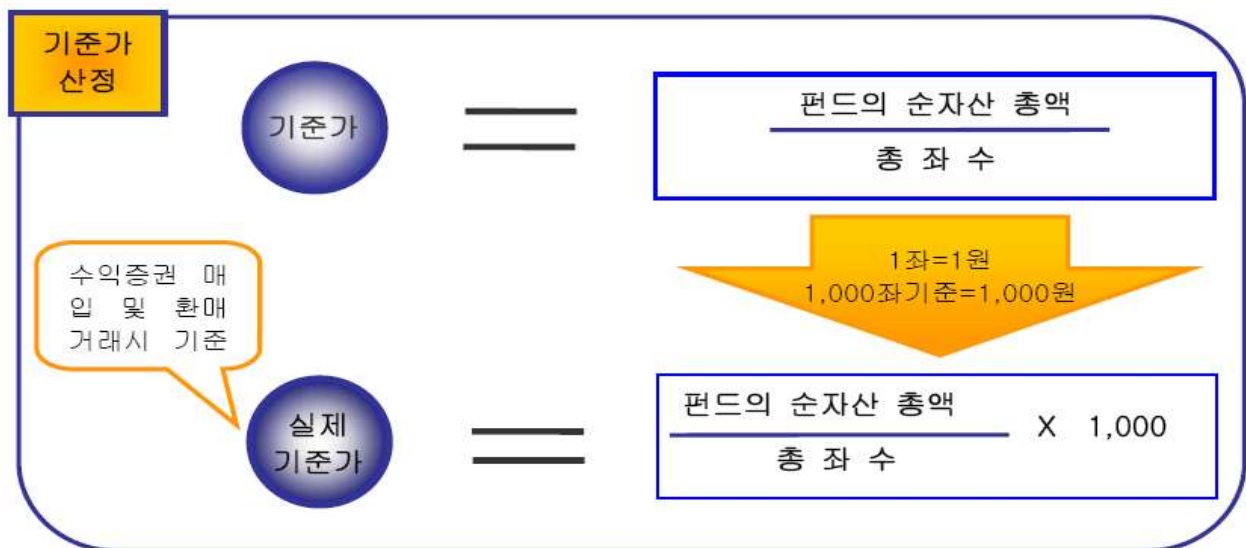 기준가
산정
기준가
펀드의 순자산 총액
총 좌 수
1좌=1원
1,000좌기준=1,000원
수익증권 매
입 및 환매
거래시 기준
실제
기준가
펀드의 순자산 총액
X 1,000
총 좌 수